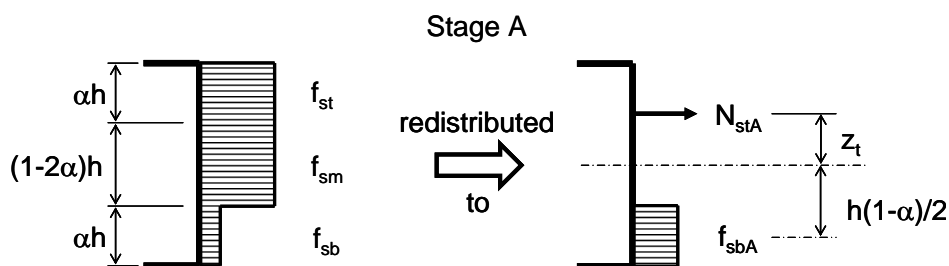 Stage A
αh
(1-2α)h
αh
f_st
f_sm
f_sb
redistributed
to
N_stA
z_t
h(1-α)/2
f_sbA